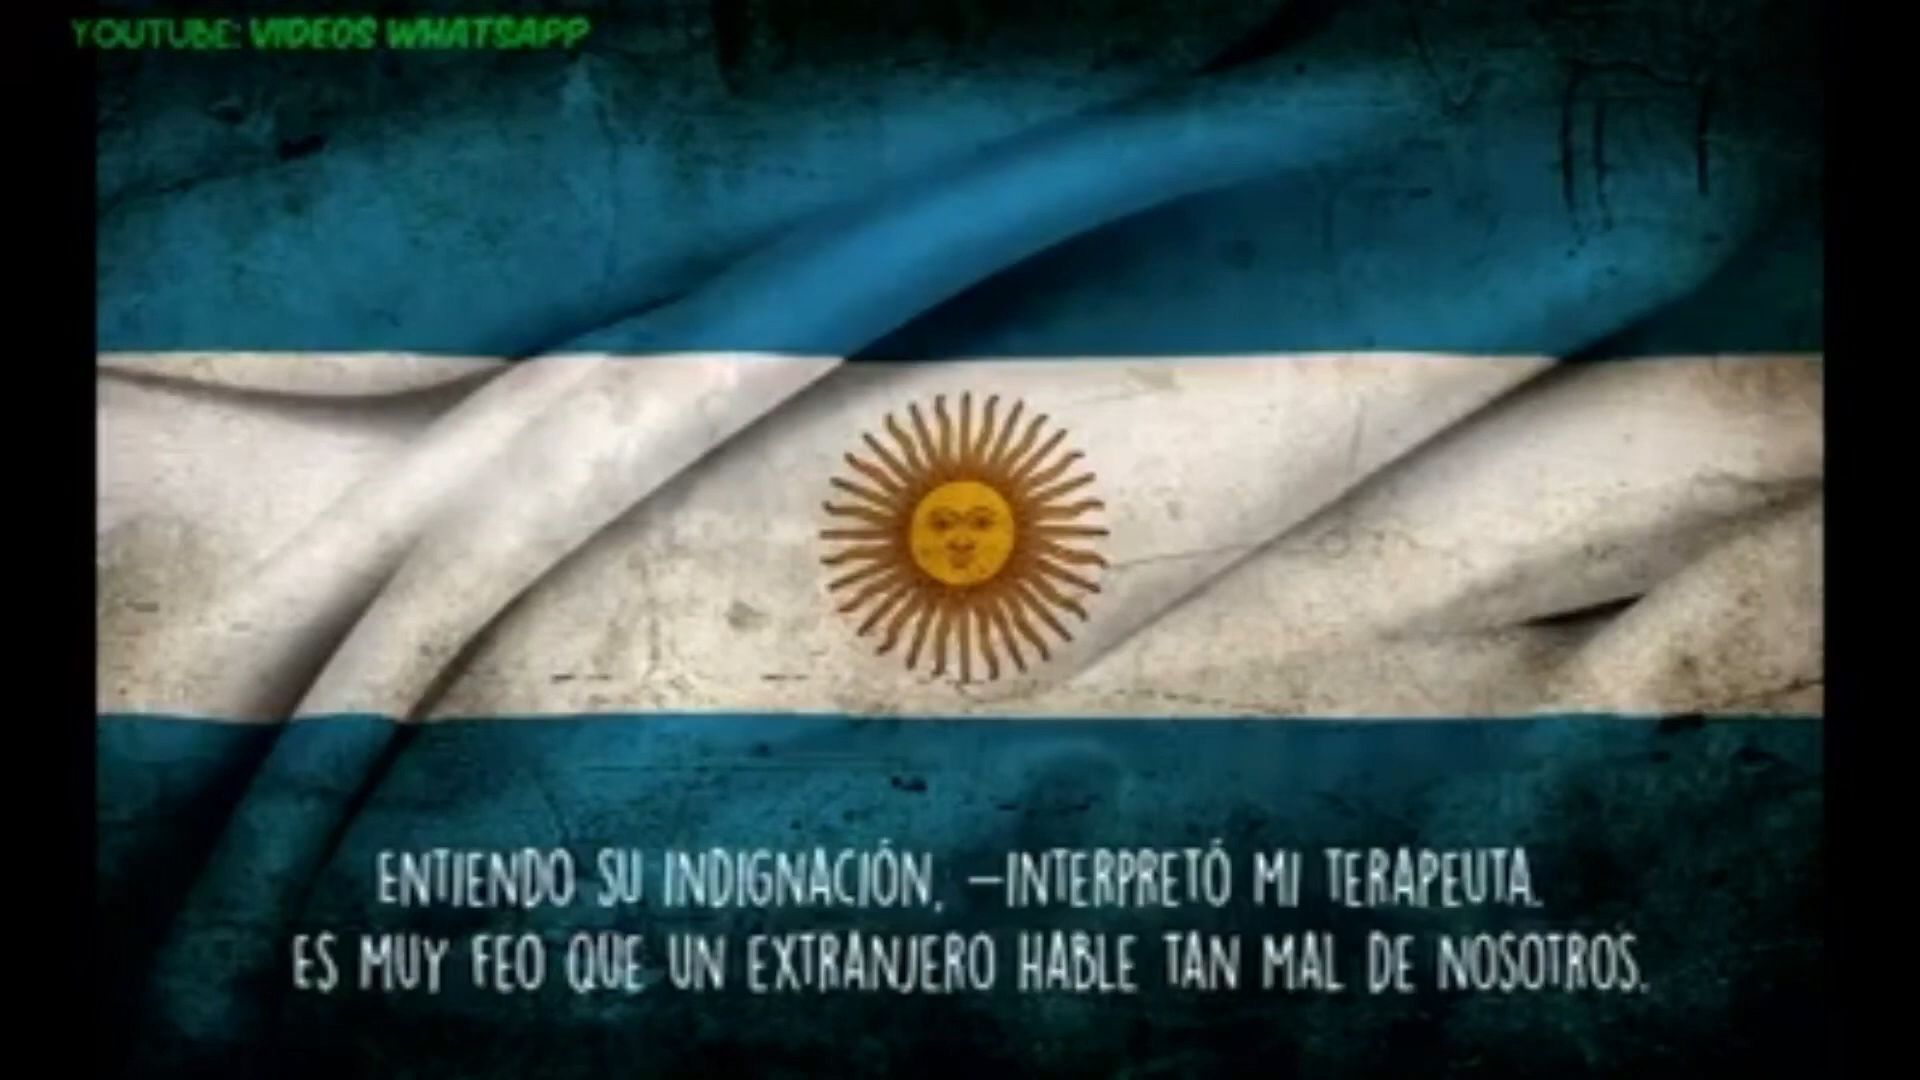 YOUTUBE: VIDEOS WHATSAPP
ENTIENDO SU INDIGNACIÓN, —INTERPRETÓ MI TERAPEUTA.
ES MUY FEO QUE UN EXTRANJERO HABLE TAN MAL DE NOSOTROS.